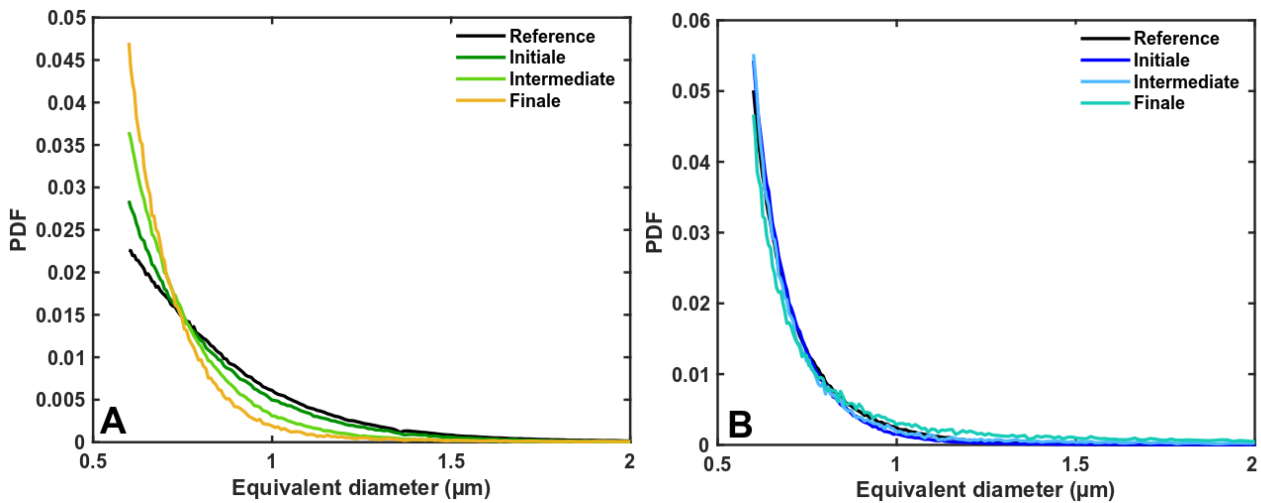 0.05
0.045
0.04
0.035
0.03
0.025
0.02
0.015
0.01
0.005
0
PDF
Reference
Initiale
Intermediate
Finale
A
0.5
1
1.5
2
Equivalent diameter (µm)
0.06
0.05
0.04
0.03
0.02
0.01
0
PDF
Reference
Initiale
Intermediate
Finale
B
0.5
1
1.5
2
Equivalent diameter (µm)